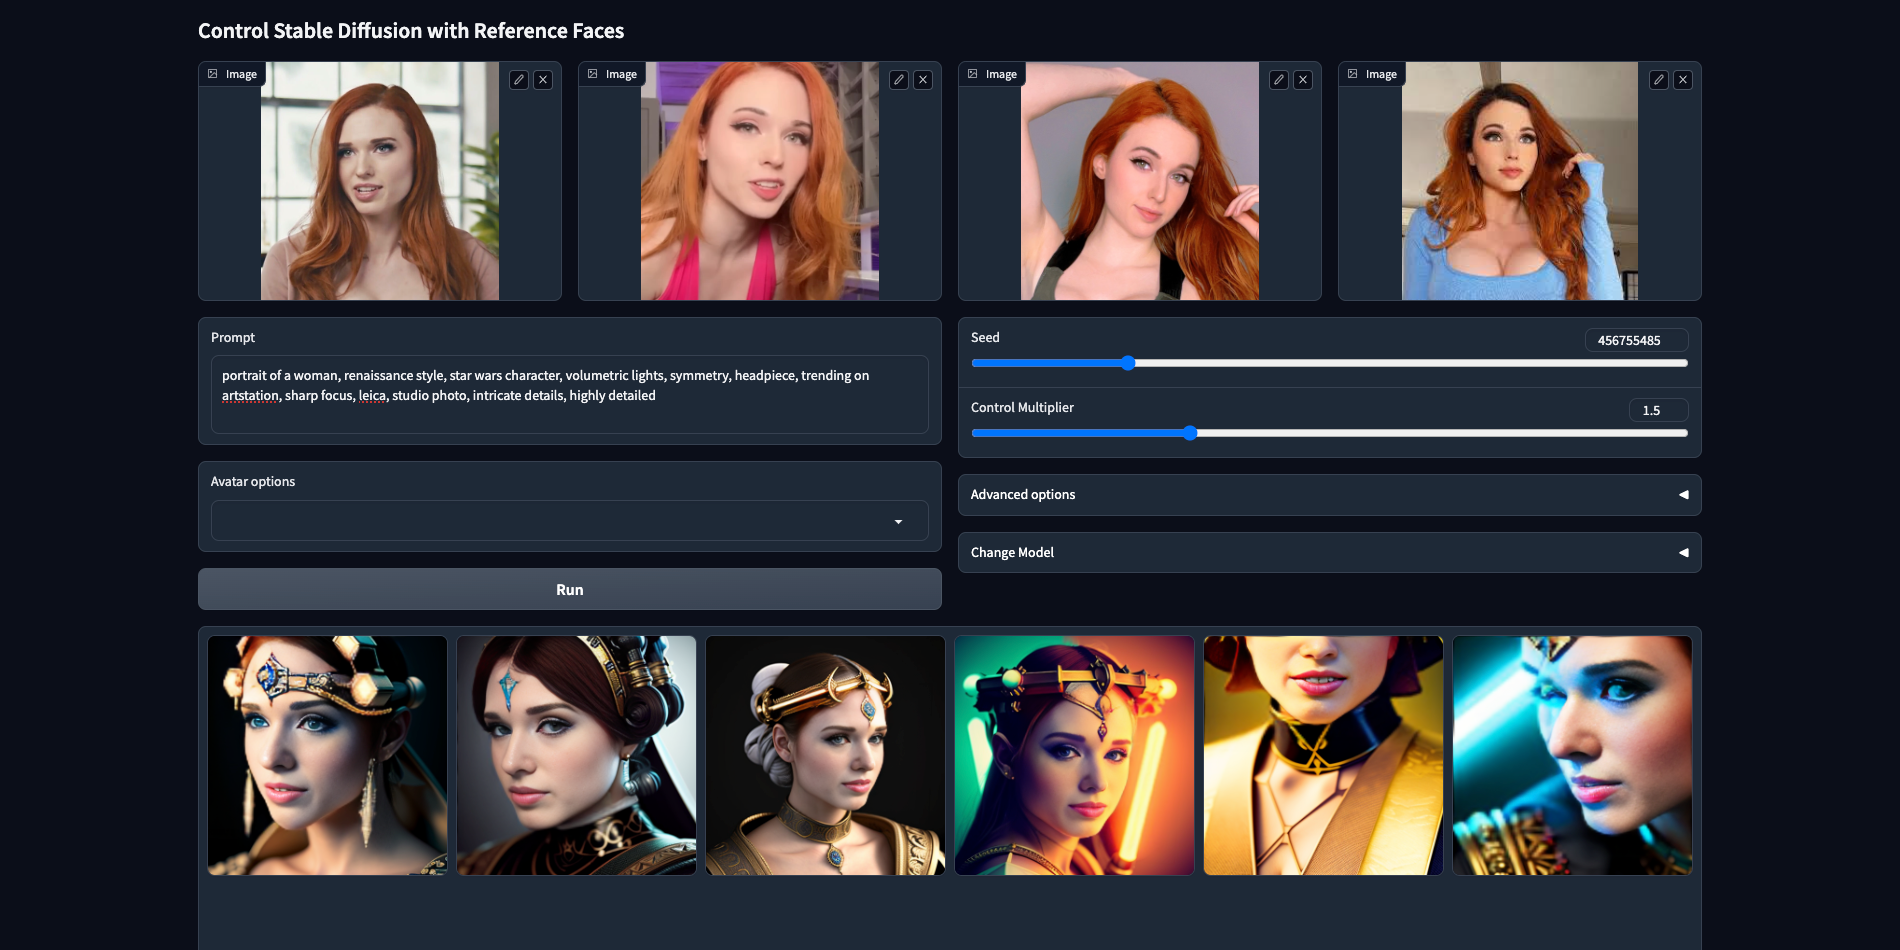 Control Stable Diffusion with Reference Faces
Image
Image
Image
Image
Prompt
portrait of a woman, renaissance style, star wars character, volumetric lights, symmetry, headpiece, trending on
artstation, sharp focus, leica, studio photo, intricate details, highly detailed
Seed
456755485
Control Multiplier
1.5
Avatar options
Advanced options
Change Model
Run